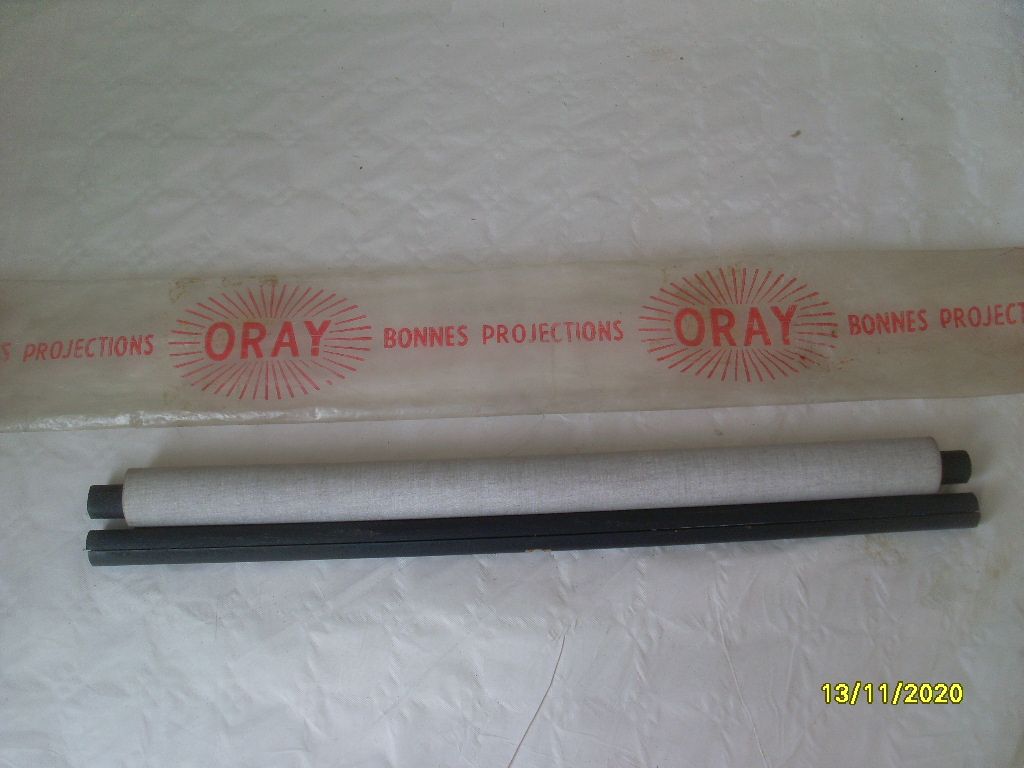 S PROJECTIONS ORAY BONNES PROJECTIONS ORAY BONNES PROJECT
13/11/2020